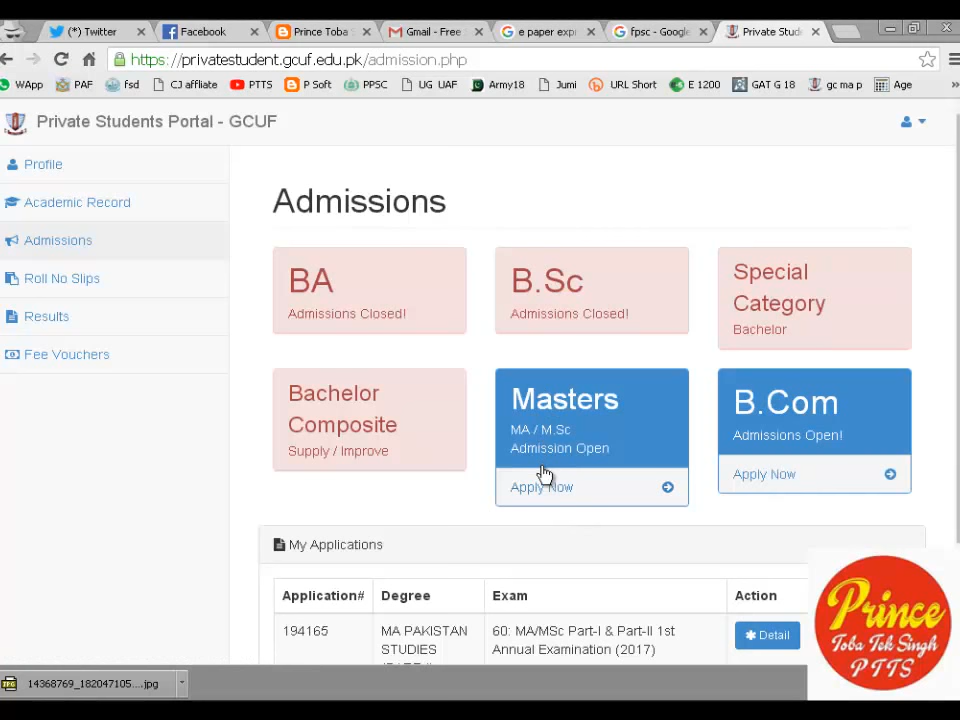 (*) Twitter
Facebook
Prince Toba
Gmail - Free
e paper expr
fpsc - Google
Private Stud
https://privatestudent.gcuf.edu.pk/admission.php
WApp
PAF
fsd
CJ affliate
PTTS
P Soft
PPSC
UG UAF
Army18
Jumi
URL Short
E 1200
GAT G 18
gc ma p
Age
Private Students Portal - GCUF
Profile
Academic Record
Admissions
Roll No Slips
Results
Fee Vouchers
Admissions
BA
Admissions Closed!
B.Sc
Admissions Closed!
Special
Category
Bachelor
Bachelor
Composite
Supply / Improve
Masters
MA / M.Sc
Admission Open
Apply Now
B.Com
Admissions Open!
Apply Now
My Applications
Application# Degree Exam Action
194165 MA PAKISTAN 60: MA/MSc Part-I & Part-II 1st Detail
STUDIES Annual Examination (2017)
Prince
Toba Tek Singh
PTTS
14368769_182047105....jpg